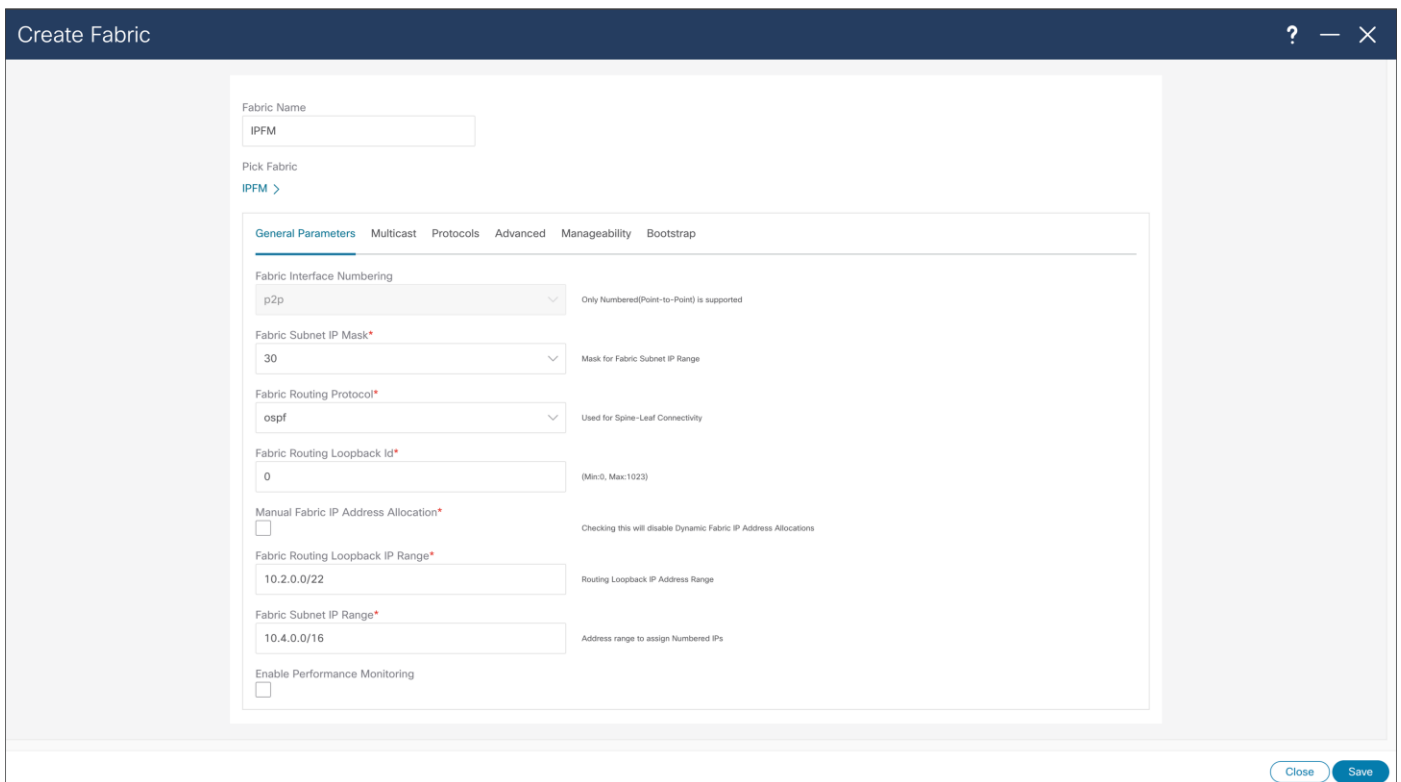 Create Fabric
?
Fabric Name
IPFM
Pick Fabric
IPFM >
General Parameters Multicast Protocols Advanced Manageability Bootstrap
Fabric Interface Numbering
p2p Only Numbered(Point-to-Point) is supported
Fabric Subnet IP Mask*
30 Mask for Fabric Subnet IP Range
Fabric Routing Protocol*
ospf Used for Spine-Leaf Connectivity
Fabric Routing Loopback Id*
0 (Min:0, Max:1023)
Manual Fabric IP Address Allocation*
Checking this will disable Dynamic Fabric IP Address Allocations
Fabric Routing Loopback IP Range*
10.2.0.0/22 Routing Loopback IP Address Range
Fabric Subnet IP Range*
10.4.0.0/16 Address range to assign Numbered IPs
Enable Performance Monitoring
Close Save